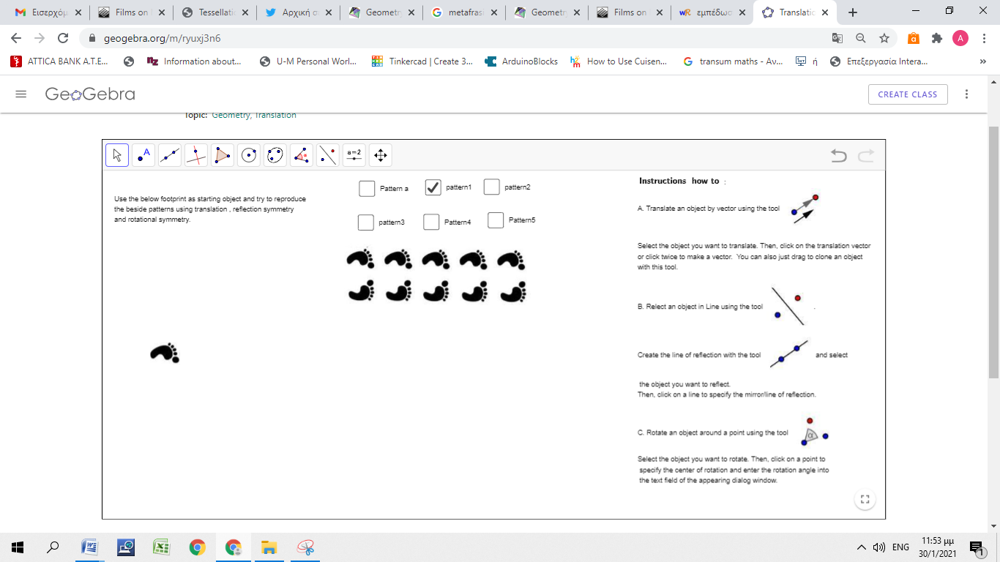 Εισερχόμ
Films on
Tessellati
Αρχική σ
Geometr
metafras
Geometr
Films on
wR εμπέδωσ
Translatio
geogebra.org/m/ryuxj3n6
ATTICA BANK A.T.E...
Information about...
U-M Personal Worl...
Tinkercad | Create 3...
ArduinoBlocks
How to Use Cuisen...
transum maths - Αν...
ή
Επεξεργασία Intera...
»
GeoGebra
CREATE CLASS
Topic: Geometry, Translation
A
a=2
Pattern a
pattern1
pattern2
pattern3
Pattern4
Pattern5
Use the below footprint as starting object and try to reproduce
the beside patterns using translation , reflection symmetry
and rotational symmetry.
Instructions how to :
A. Translate an object by vector using the tool
Select the object you want to translate. Then, click on the translation vector
or click twice to make a vector. You can also just drag to clone an object
with this tool.
B. Relect an object in Line using the tool .
Create the line of reflection with the tool and select
the object you want to reflect.
Then, click on a line to specify the mirror/line of reflection.
C. Rotate an object around a point using the tool
α
Select the object you want to rotate. Then, click on a point to
specify the center of rotation and enter the rotation angle into
the text field of the appearing dialog window.
ENG
11:53 μμ
30/1/2021
1